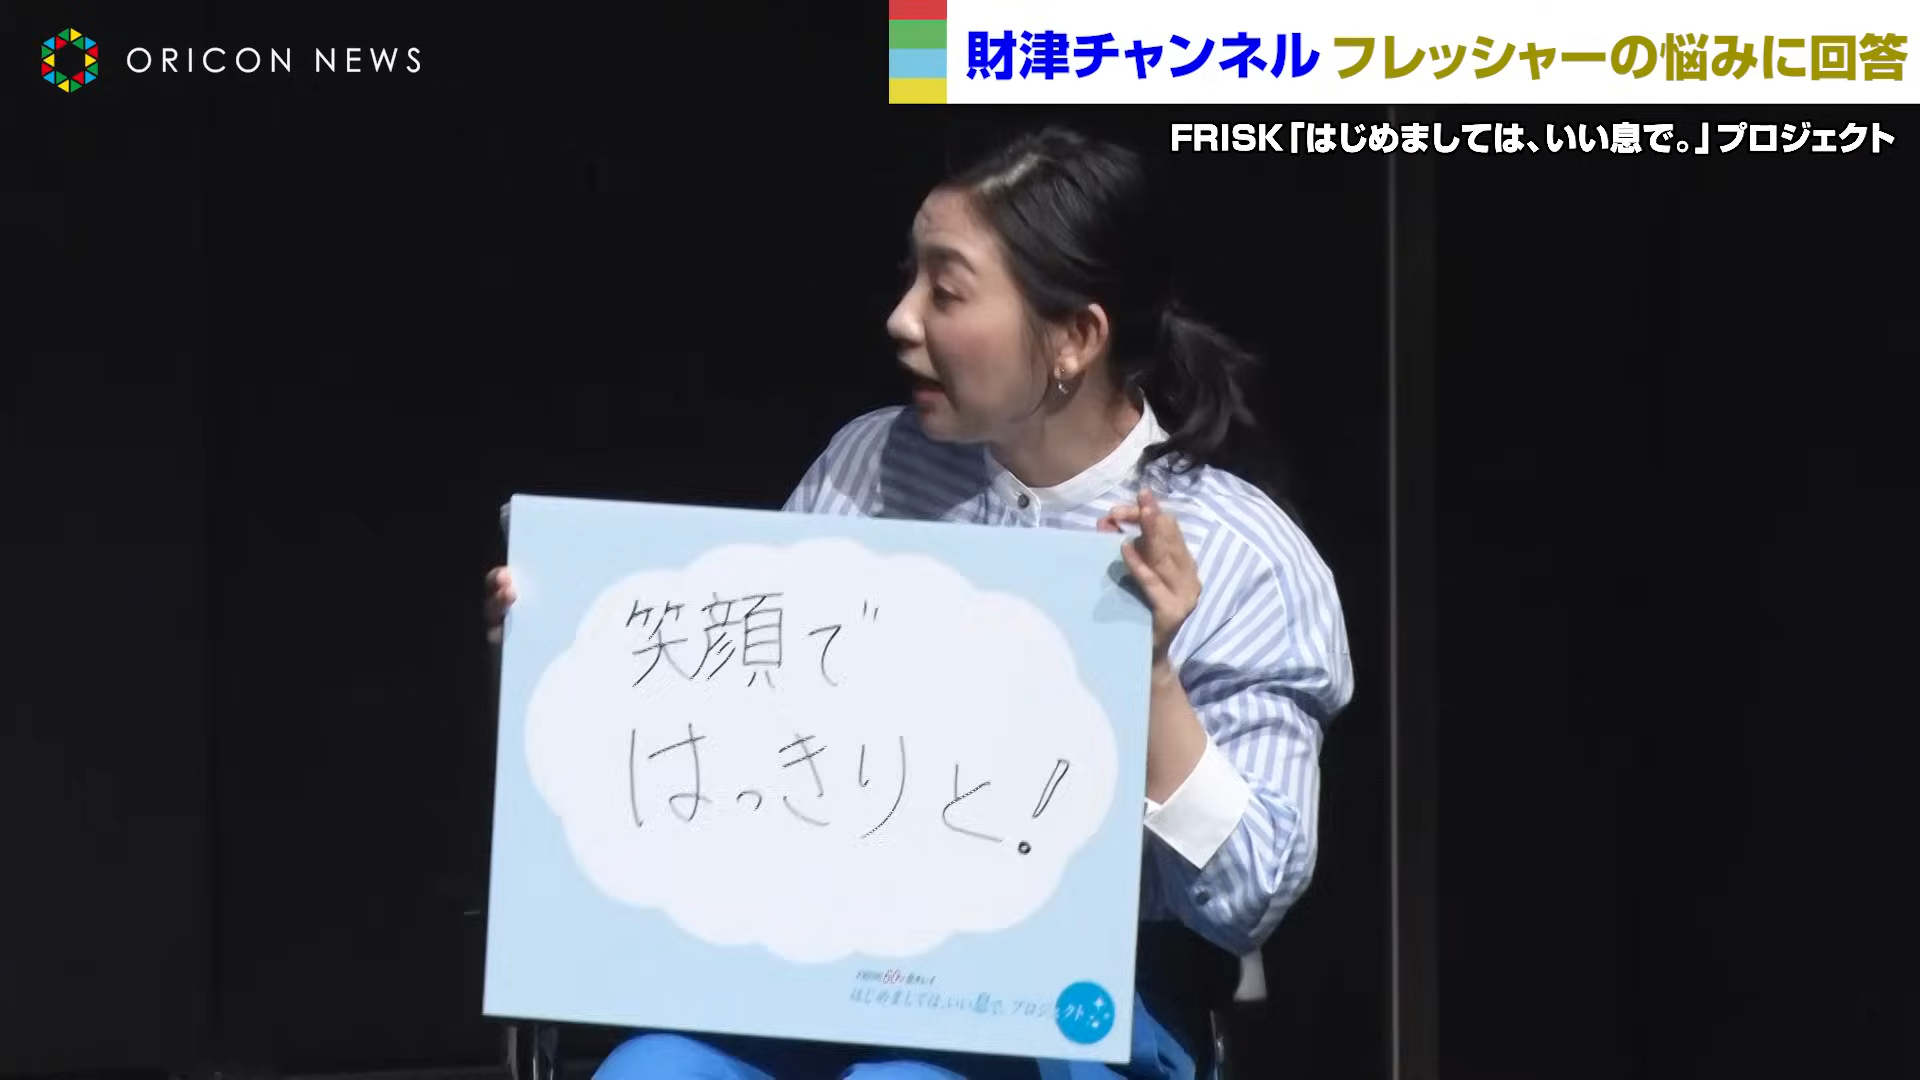 ORICON NEWS
財津チャンネル フレッシャーの悩みに回答
FRISK「はじめましては、いい息で。」プロジェクト
笑顔で
はっきりと!
はじめましては、いい息で。プロジェクト